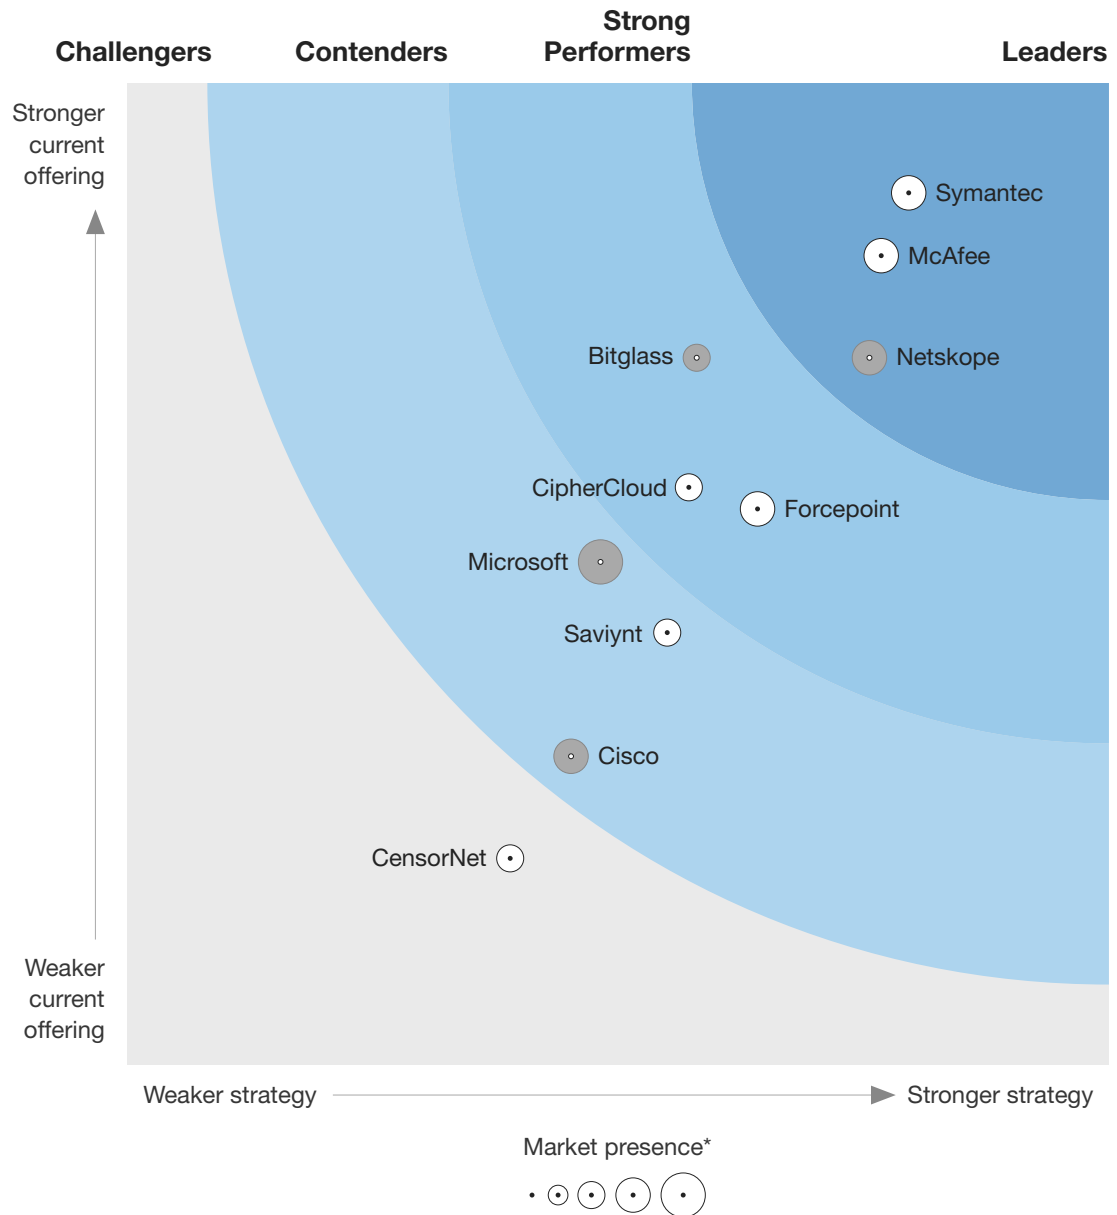 Challengers
Contenders
Strong
Performers
Leaders
Stronger
current
offering
Symantec
McAfee
Bitglass
Netskope
CipherCloud
Forcepoint
Microsoft
Saviynt
Cisco
CensorNet
Weaker
current
offering
Weaker strategy
Stronger strategy
Market presence*